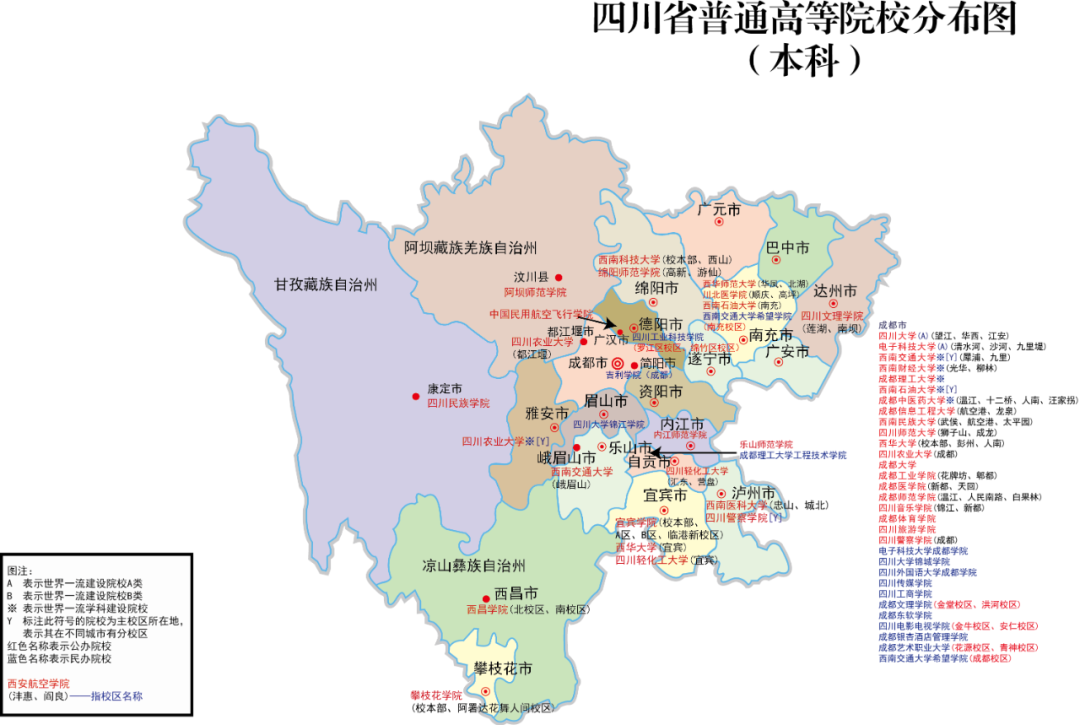 四川省普通高等院校分布图
（本科）
广元市
巴中市
阿坝藏族羌族自治州
汶川县
阿坝师范学院
甘孜藏族自治州
西南科技大学(校本部、西山)
绵阳师范学院(高新、游仙)
绵阳市
西华师范大学(华凤、北湖)
川北医学院(顺庆、高坪)
西南石油大学(南充)
西南交通大学希望学院
(南充校区)
南充市
达州市
四川文理学院
(莲湖、南坝)
中国民用航空飞行学院
德阳市
都江堰市
广汉市
四川工业科技学院
(罗江区校区、绵竹区校区)
四川农业大学
(都江堰)
遂宁市
广安市
成都市
简阳市
吉利学院（成都）
资阳市
康定市
四川民族学院
雅安市
四川农业大学※[Y]
眉山市
四川大学锦江学院
内江市
内江师范学院
乐山市
峨眉山市
西南交通大学
(峨眉山)
自贡市
四川轻化工大学
(汇东、营盘)
乐山师范学院
成都理工大学工程技术学院
宜宾市
宜宾学院(校本部、
A区、B区、临港新校区)
西华大学(宜宾)
四川轻化工大学(宜宾)
泸州市
西南医科大学(忠山、城北)
四川警察学院[Y]
凉山彝族自治州
西昌市
西昌学院(北校区、南校区)
攀枝花市
攀枝花学院
(校本部、阿署达花舞人间校区)
成都市
四川大学(A)(望江、华西、江安)
电子科技大学(A)(清水河、沙河、九里堤)
西南交通大学※[Y](犀浦、九里)
西南财经大学※(光华、柳林)
成都理工大学※
西南石油大学※[Y]
成都中医药大学※(温江、十二桥、人南、汪家拐)
成都信息工程大学(航空港、龙泉)
西南民族大学(武侯、航空港、太平园)
四川师范大学(狮子山、成龙)
西华大学(校本部、彭州、人南)
四川农业大学(成都)
成都大学
成都工业学院(花牌坊、郫都)
成都医学院(新都、天回)
成都师范学院(温江、人民南路、白果林)
四川音乐学院(锦江、新都)
成都体育学院
四川旅游学院
四川警察学院(成都)
电子科技大学成都学院
四川大学锦城学院
四川外国语大学成都学院
四川传媒学院
四川工商学院
成都文理学院(金堂校区、洪河校区)
成都东软学院
四川电影电视学院(金牛校区、安仁校区)
成都银杏酒店管理学院
成都艺术职业大学(花源校区、青神校区)
西南交通大学希望学院(成都校区)
图注：
A 表示世界一流建设院校A类
B 表示世界一流建设院校B类
※ 表示世界一流学科建设院校
Y 标注此符号的院校为主校区所在地，
表示其在不同城市有分校区
红色名称表示公办院校
蓝色名称表示民办院校
西安航空学院
(沣惠、阎良)——指校区名称